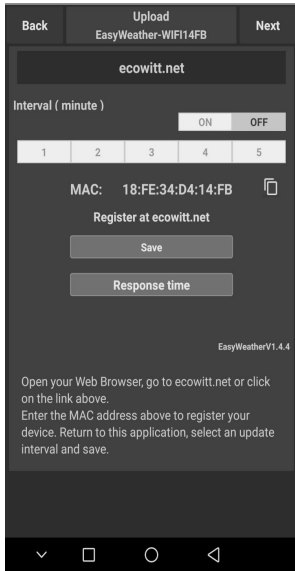 Back
Upload
EasyWeather-WIFI14FB
Next
ecowitt.net
Interval ( minute )
ON OFF
1 2 3 4 5
MAC: 18:FE:34:D4:14:FB
Register at ecowitt.net
Save
Response time
EasyWeatherV1.4.4
Open your Web Browser, go to ecowitt.net or click
on the link above.
Enter the MAC address above to register your
device. Return to this application, select an update
interval and save.